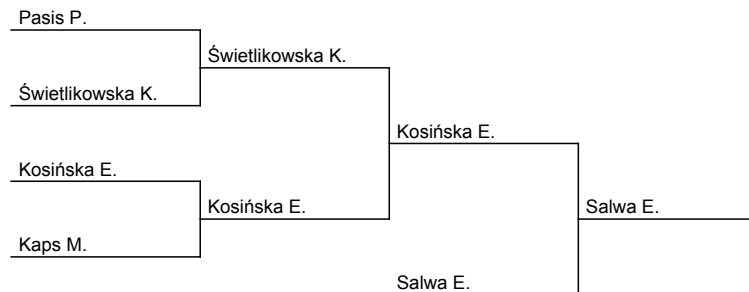 Pasis P.
Świetlikowska K.
Świetlikowska K.
Kosińska E.
Kosińska E.
Kosińska E.
Salwa E.
Kaps M.
Salwa E.